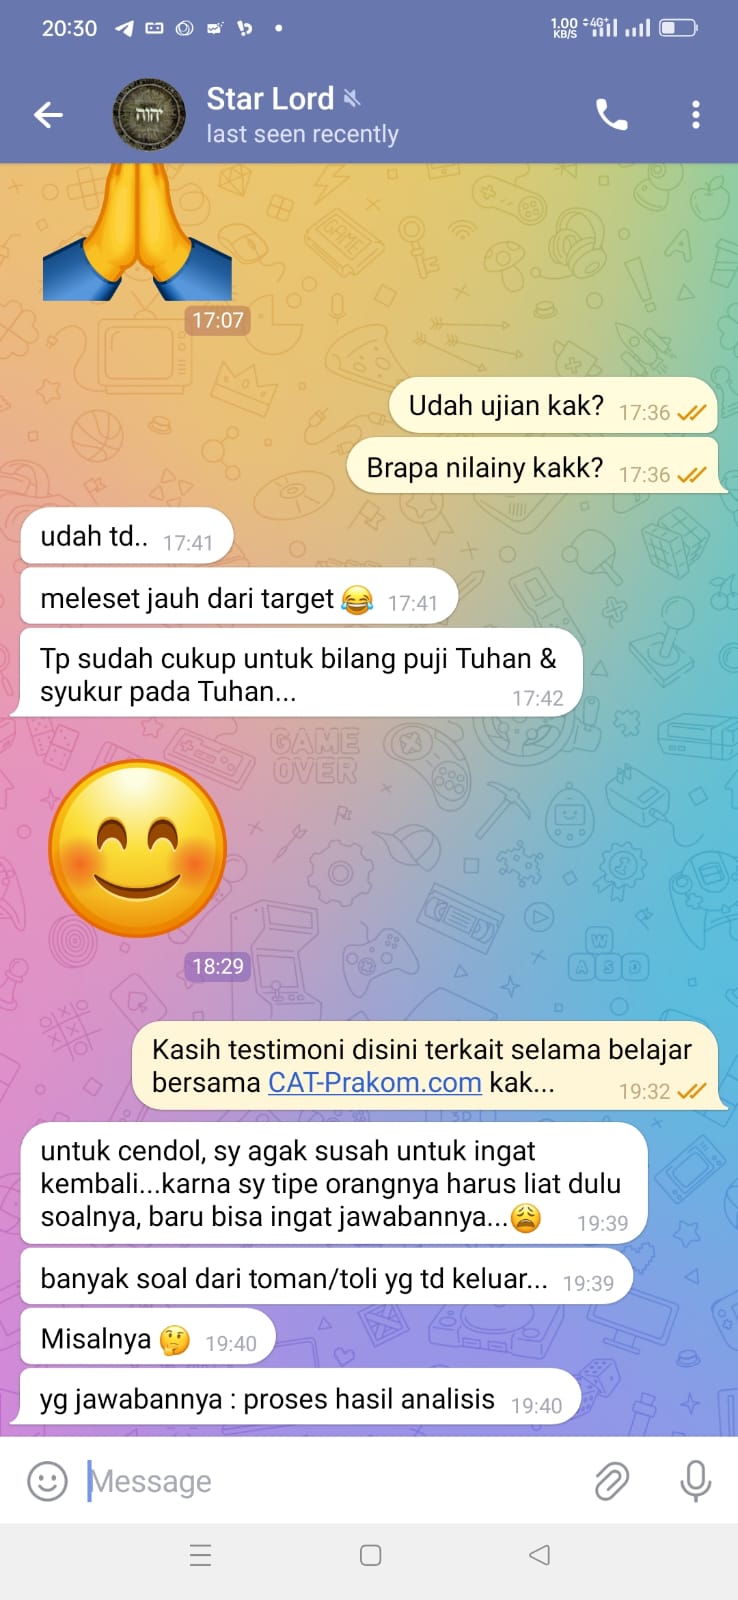 20:30
1.00 KB/S 4G+
Star Lord
last seen recently
יהוה
GAME
17:07
Udah ujian kak? 17:36
Brapa nilainy kakk? 17:36
udah td.. 17:41
meleset jauh dari target 😂 17:41
Tp sudah cukup untuk bilang puji Tuhan &
syukur pada Tuhan... 17:42
GAME
OVER
18:29
W
A S D
Kasih testimoni disini terkait selama belajar
bersama CAT-Prakom.com kak... 19:32
untuk cendol, sy agak susah untuk ingat
kembali...karna sy tipe orangnya harus liat dulu
soalnya, baru bisa ingat jawabannya...😩 19:39
banyak soal dari toman/toli yg td keluar... 19:39
Misalnya 🤔 19:40
yg jawabannya : proses hasil analisis 19:40
Message